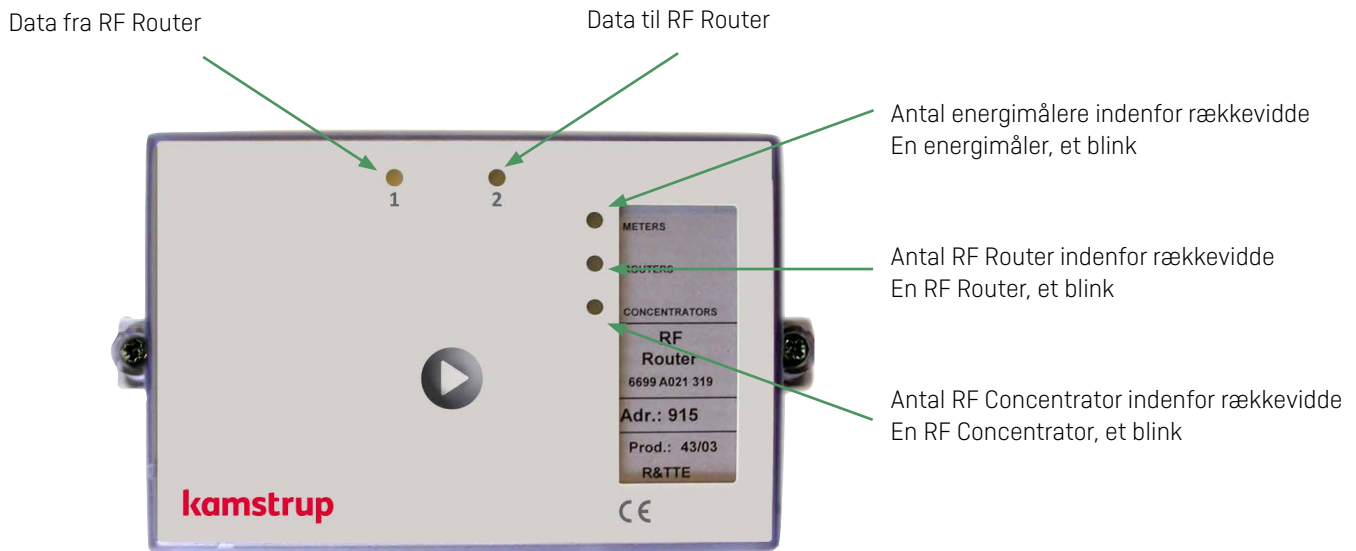 Data fra RF Router
Data til RF Router
Antal energimålere indenfor rækkevidde
En energimåler, et blink
1
2
METERS
ROUTERS
Antal RF Router indenfor rækkevidde
En RF Router, et blink
CONCENTRATORS
RF
Router
6699 A021 319
Antal RF Concentrator indenfor rækkevidde
En RF Concentrator, et blink
Adr.: 915
Prod.: 43/03
R&TTE
kamstrup
CE